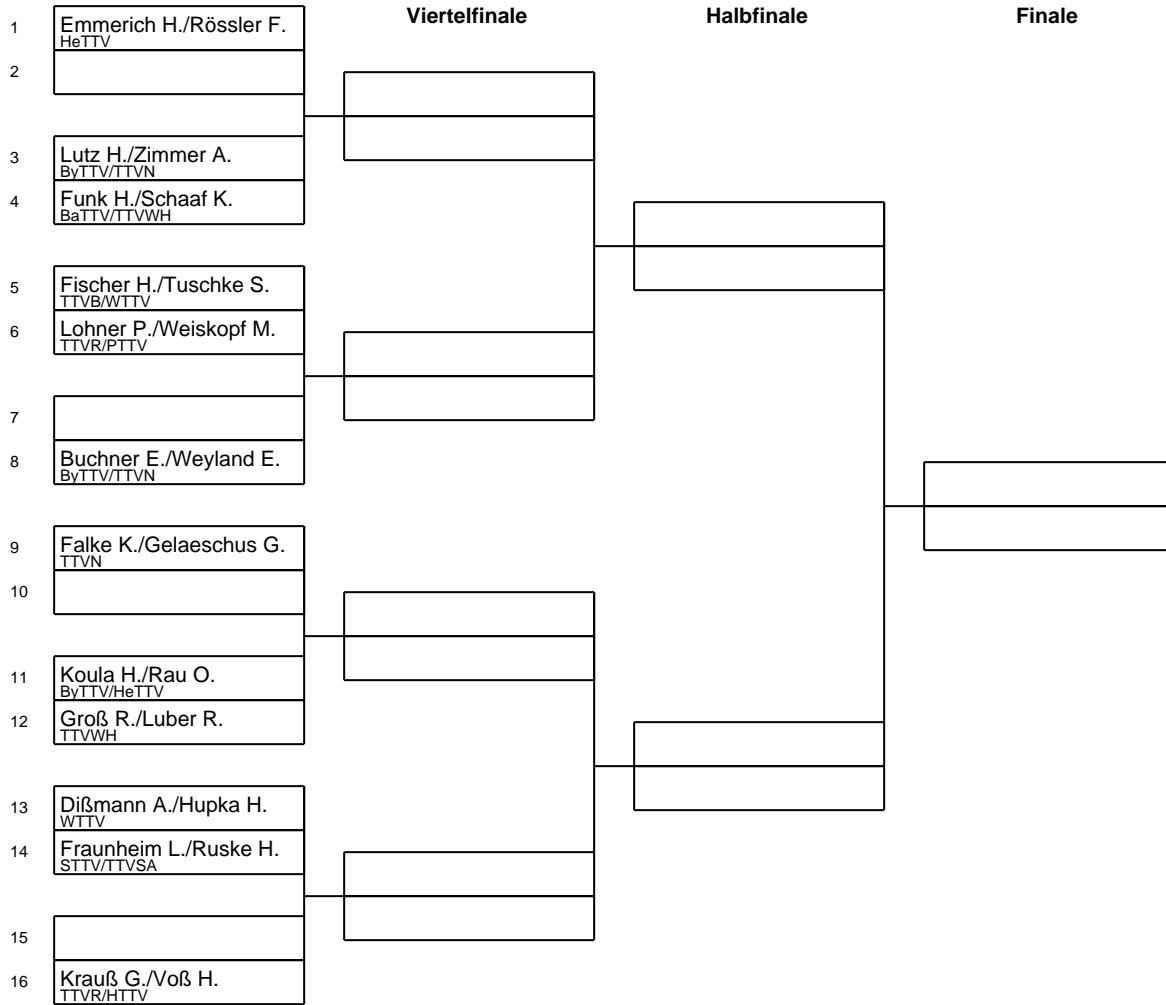 Viertelfinale Halbfinale Finale
1 Emmerich H./Rössler F.
HeTTV
2
3 Lutz H./Zimmer A.
ByTTV/TTVN
4 Funk H./Schaaf K.
BaTTV/TTVWH
5 Fischer H./Tuschke S.
TTVB/WTTV
6 Lohner P./Weiskopf M.
TTVR/PTTV
7
8 Buchner E./Weyland E.
ByTTV/TTVN
9 Falke K./Gelaeschus G.
TTVN
10
11 Koula H./Rau O.
ByTTV/HeTTV
12 Groß R./Luber R.
TTVWH
13 Dißmann A./Hupka H.
WTTV
14 Fraunheim L./Ruske H.
STTV/TTVSA
15
16 Krauß G./Voß H.
TTVR/HTTV